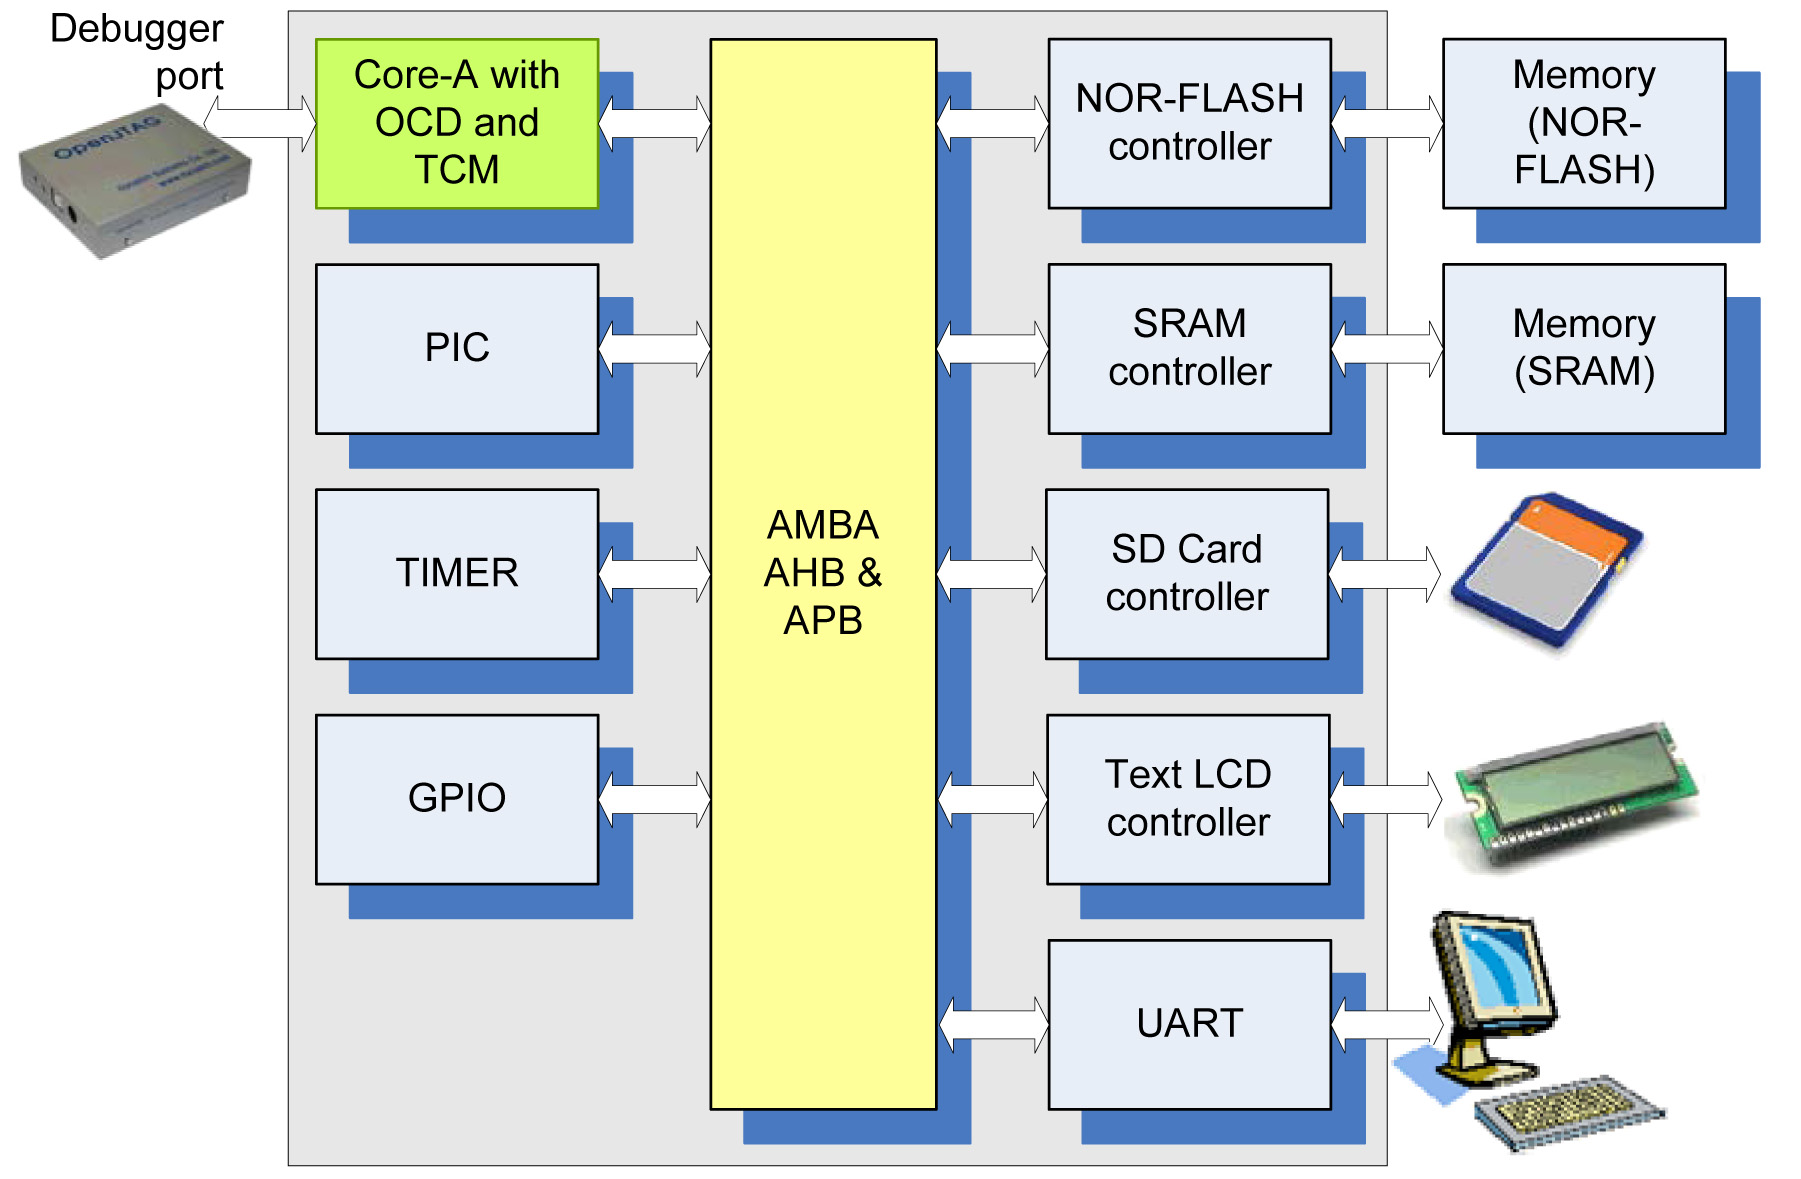 Debugger
port
OpenJTAG
Core-A with
OCD and
TCM
NOR-FLASH
controller
Memory
(NOR-
FLASH)
PIC
SRAM
controller
Memory
(SRAM)
TIMER
AMBA
AHB &
APB
SD Card
controller
GPIO
Text LCD
controller
UART